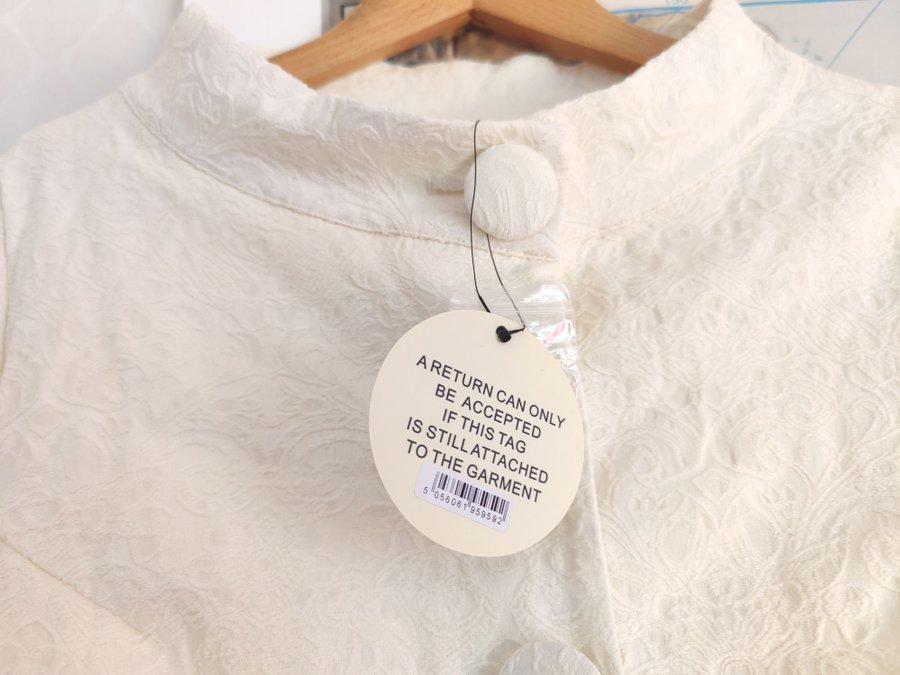 A RETURN CAN ONLY
BE ACCEPTED
IF THIS TAG
IS STILL ATTACHED
TO THE GARMENT
5 056061 959592